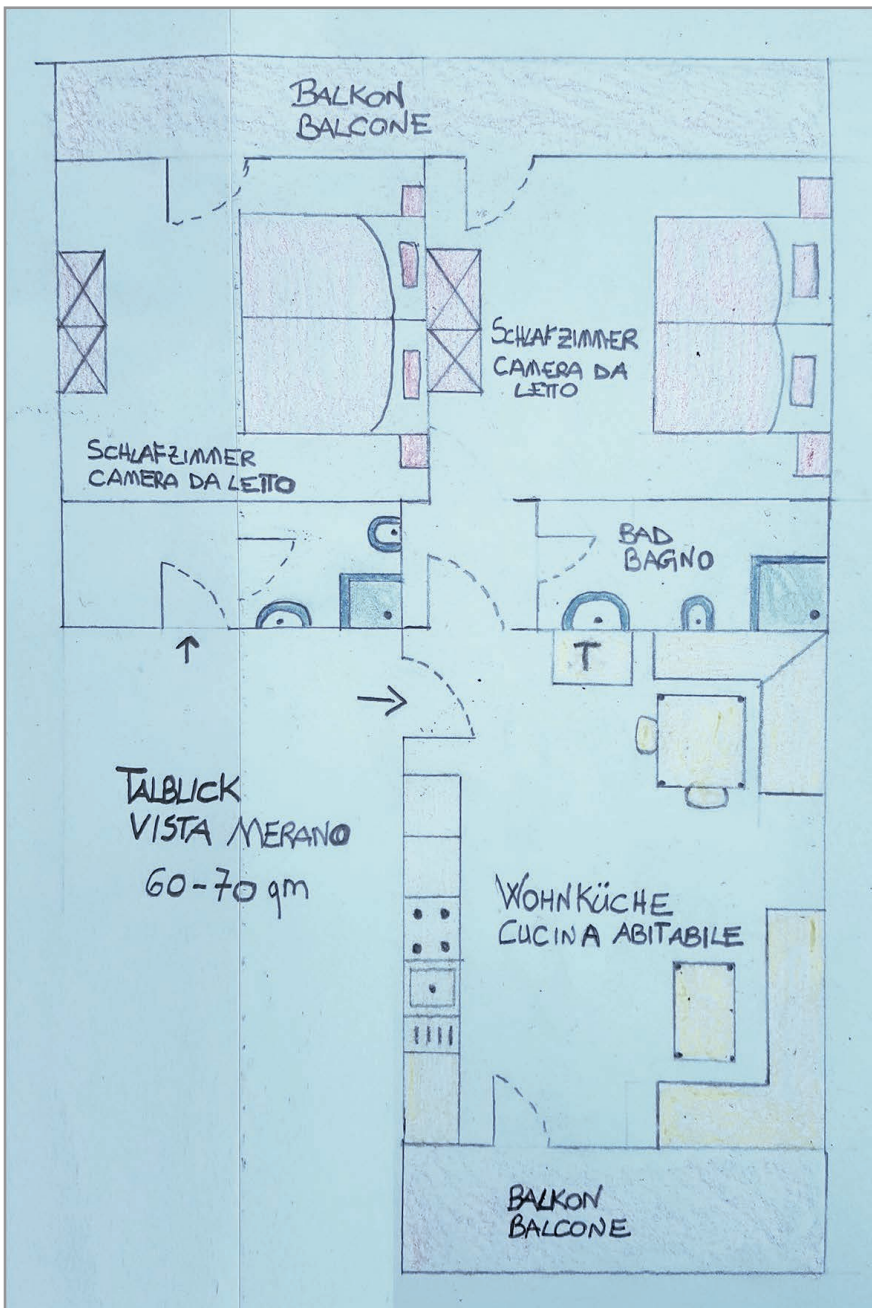 BALKON
BALCONE
SCHLAFZIMMER
CAMERA DA
LETTO
SCHLAFZIMMER
CAMERA DA LETTO
BAD
BAGNO
T
TALBLICK
VISTA MERANO
60-70 qm
WOHNKÜCHE
CUCINA ABITABILE
BALKON
BALCONE